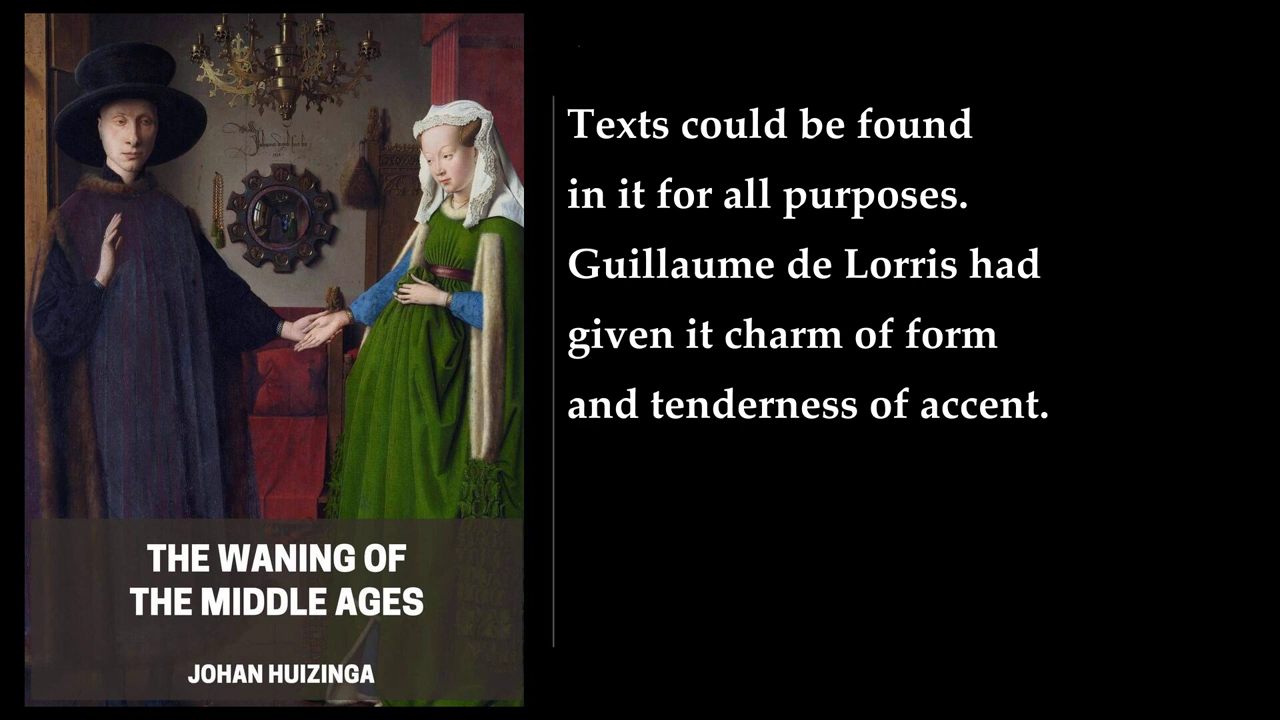 THE WANING OF
THE MIDDLE AGES
JOHAN HUIZINGA
Texts could be found
in it for all purposes.
Guillaume de Lorris had
given it charm of form
and tenderness of accent.